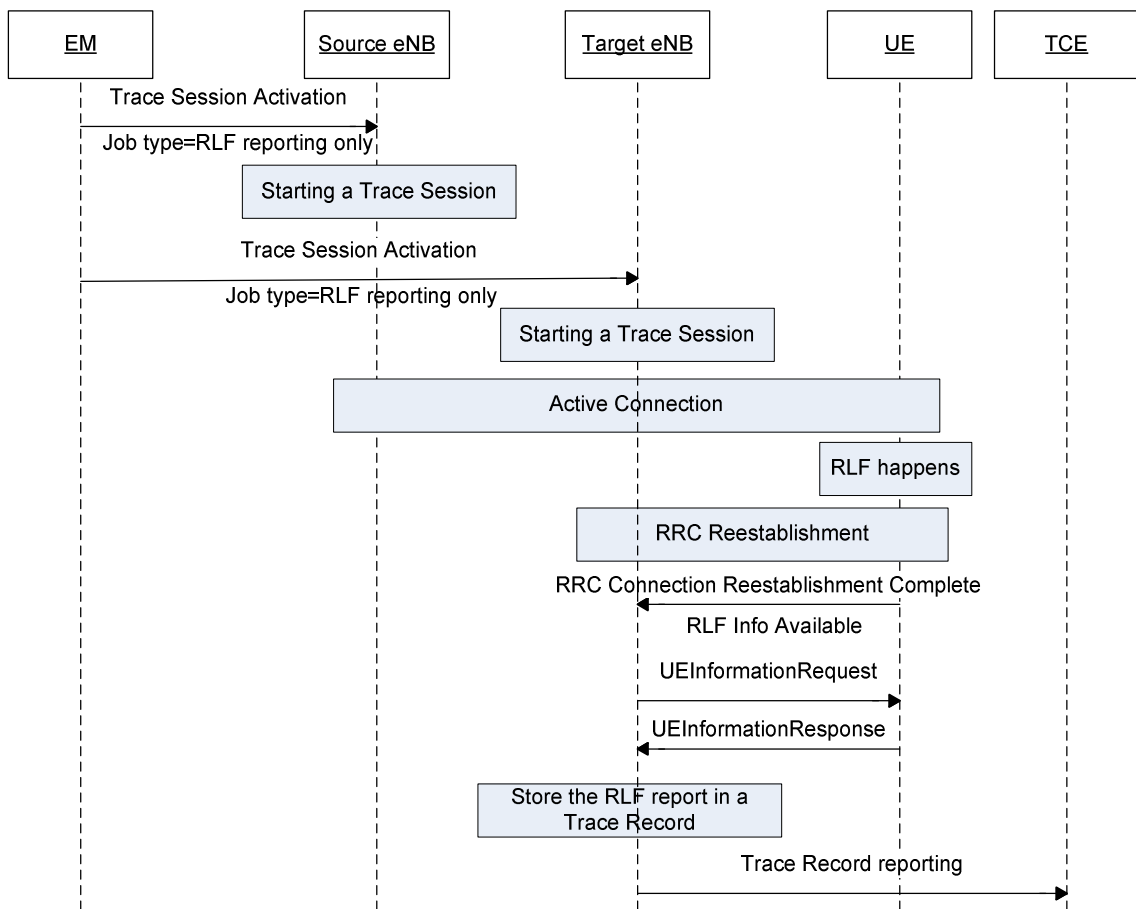 EM
Source eNB
Target eNB
UE
TCE
Trace Session Activation
Job type=RLF reporting only
Starting a Trace Session
Trace Session Activation
Job type=RLF reporting only
Starting a Trace Session
Active Connection
RLF happens
RRC Reestablishment
RRC Connection Reestablishment Complete
RLF Info Available
UEInformationRequest
UEInformationResponse
Store the RLF report in a
Trace Record
Trace Record reporting